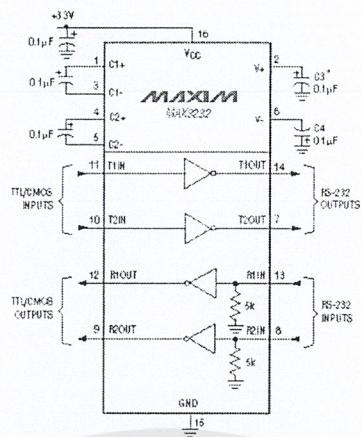 +3.3V
16
0.1µF
VCC
1
C1+
V+
2
C3*
0.1µF
0.1µF
3
C1-
MAXIM
MAX3232
4
C2+
V-
6
C4
0.1µF
0.1µF
5
C2-
11
T1IN
T1OUT
14
TTL/CMOS
INPUTS
RS-232
OUTPUTS
10
T2IN
T2OUT
7
12
R1OUT
R1IN
13
TTL/CMOS
OUTPUTS
5k
RS-232
INPUTS
9
R2OUT
R2IN
8
5k
GND
15